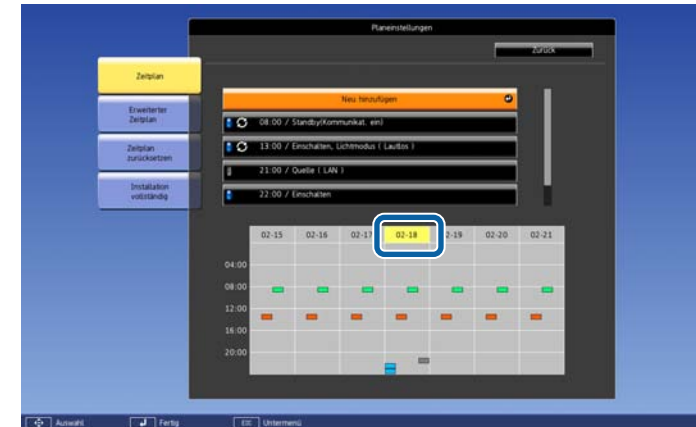 Planeinstellungen
Zurück
Zeitplan
Erweiterter
Zeitplan
Zeitplan
zurücksetzen
Installation
vollständig
Neu hinzufügen
08:00 / Standby(Kommunikat. ein)
13:00 / Einschalten, Lichtmodus ( Lautlos )
21:00 / Quelle ( LAN )
22:00 / Einschalten
02-15 02-16 02-17 02-18 2-19 02-20 02-21
04:00
08:00
12:00
16:00
20:00
Auswahl Fertig Esc Untermenü